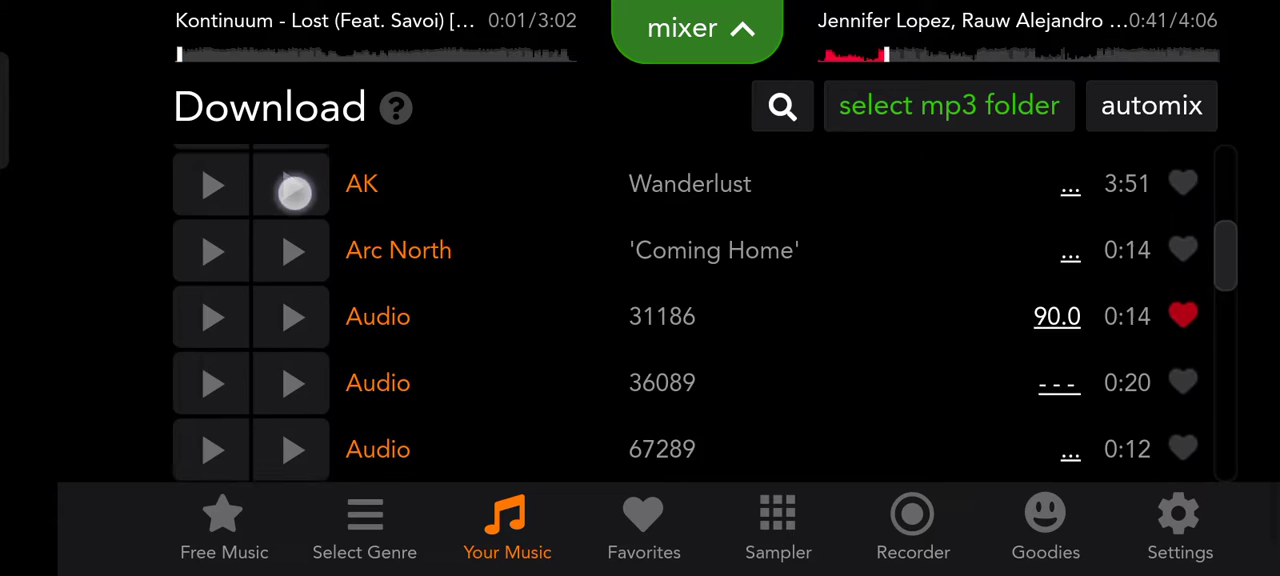 Kontinuum - Lost (Feat. Savoi) [... 0:01/3:02
mixer
Jennifer Lopez, Rauw Alejandro ... 0:41/4:06
Download ?
select mp3 folder
automix
AK Wanderlust ... 3:51
Arc North 'Coming Home' ... 0:14
Audio 31186 90.0 0:14
Audio 36089 --- 0:20
Audio 67289 ... 0:12
Free Music
Select Genre
Your Music
Favorites
Sampler
Recorder
Goodies
Settings